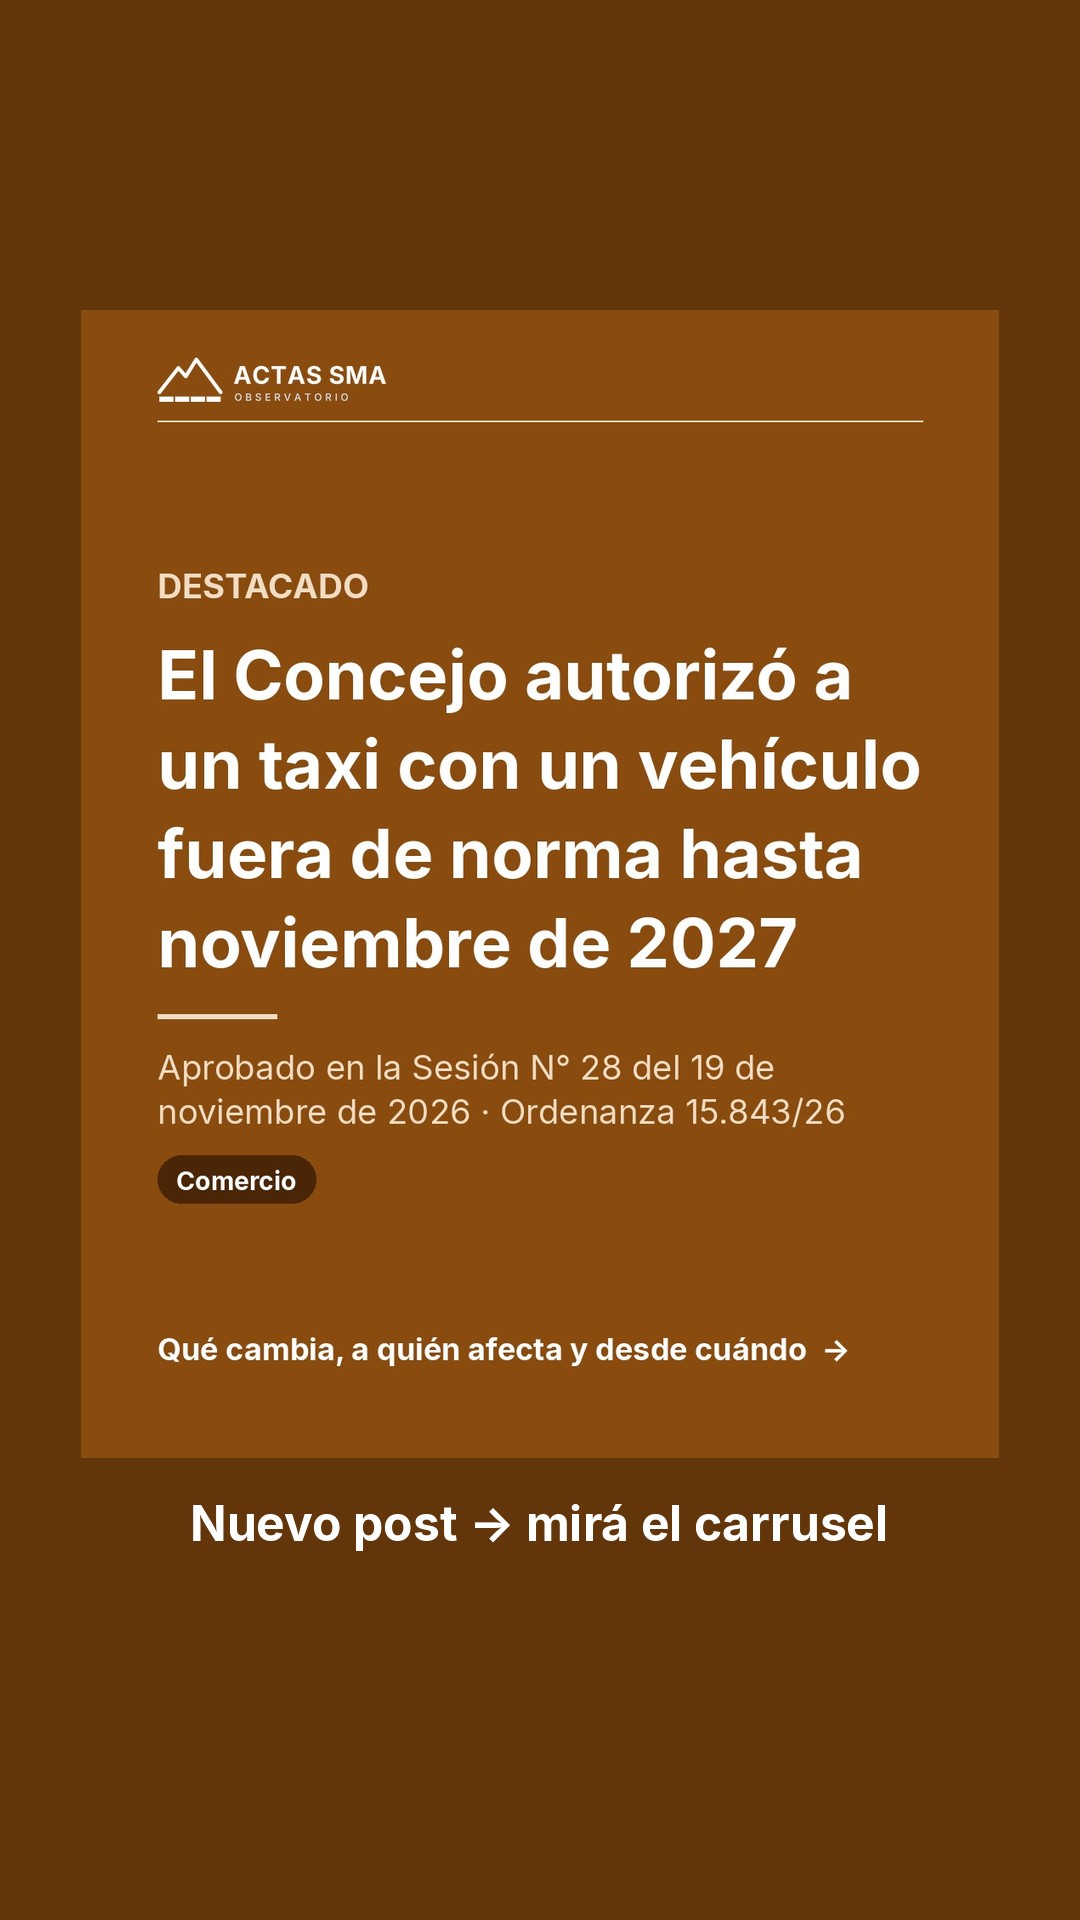 ACTAS SMA
OBSERVATORIO
DESTACADO
El Concejo autorizó a
un taxi con un vehículo
fuera de norma hasta
noviembre de 2027
Aprobado en la Sesión N° 28 del 19 de
noviembre de 2026 · Ordenanza 15.843/26
Comercio
Qué cambia, a quién afecta y desde cuándo →
Nuevo post → mirá el carrusel